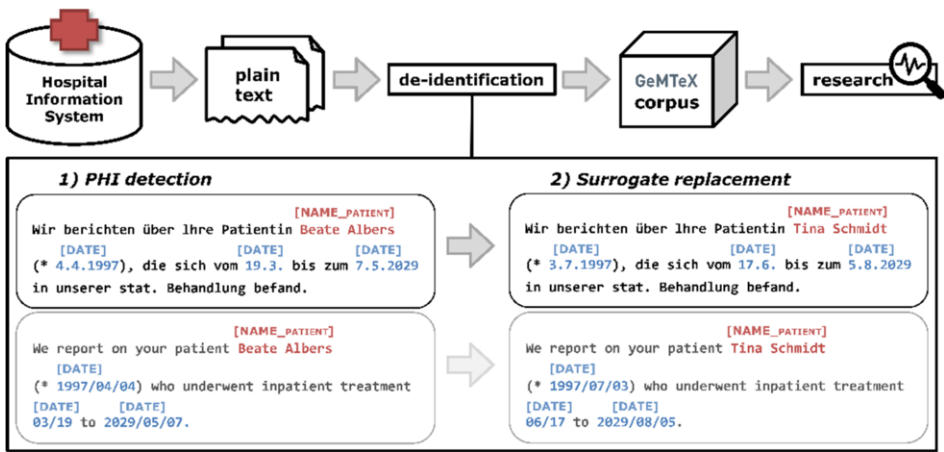 Hospital
Information
System
plain
text
de-identification
GeMTeX
corpus
research
1) PHI detection
[NAME_PATIENT]
Wir berichten über Ihre Patientin Beate Albers
[DATE] [DATE] [DATE]
(* 4.4.1997), die sich vom 19.3. bis zum 7.5.2029
in unserer stat. Behandlung befand.
[NAME_PATIENT]
We report on your patient Beate Albers
[DATE]
(* 1997/04/04) who underwent inpatient treatment
[DATE] [DATE]
03/19 to 2029/05/07.
2) Surrogate replacement
[NAME_PATIENT]
Wir berichten über Ihre Patientin Tina Schmidt
[DATE] [DATE] [DATE]
(* 3.7.1997), die sich vom 17.6. bis zum 5.8.2029
in unserer stat. Behandlung befand.
[NAME_PATIENT]
We report on your patient Tina Schmidt
[DATE]
(* 1997/07/03) who underwent inpatient treatment
[DATE] [DATE]
06/17 to 2029/08/05.